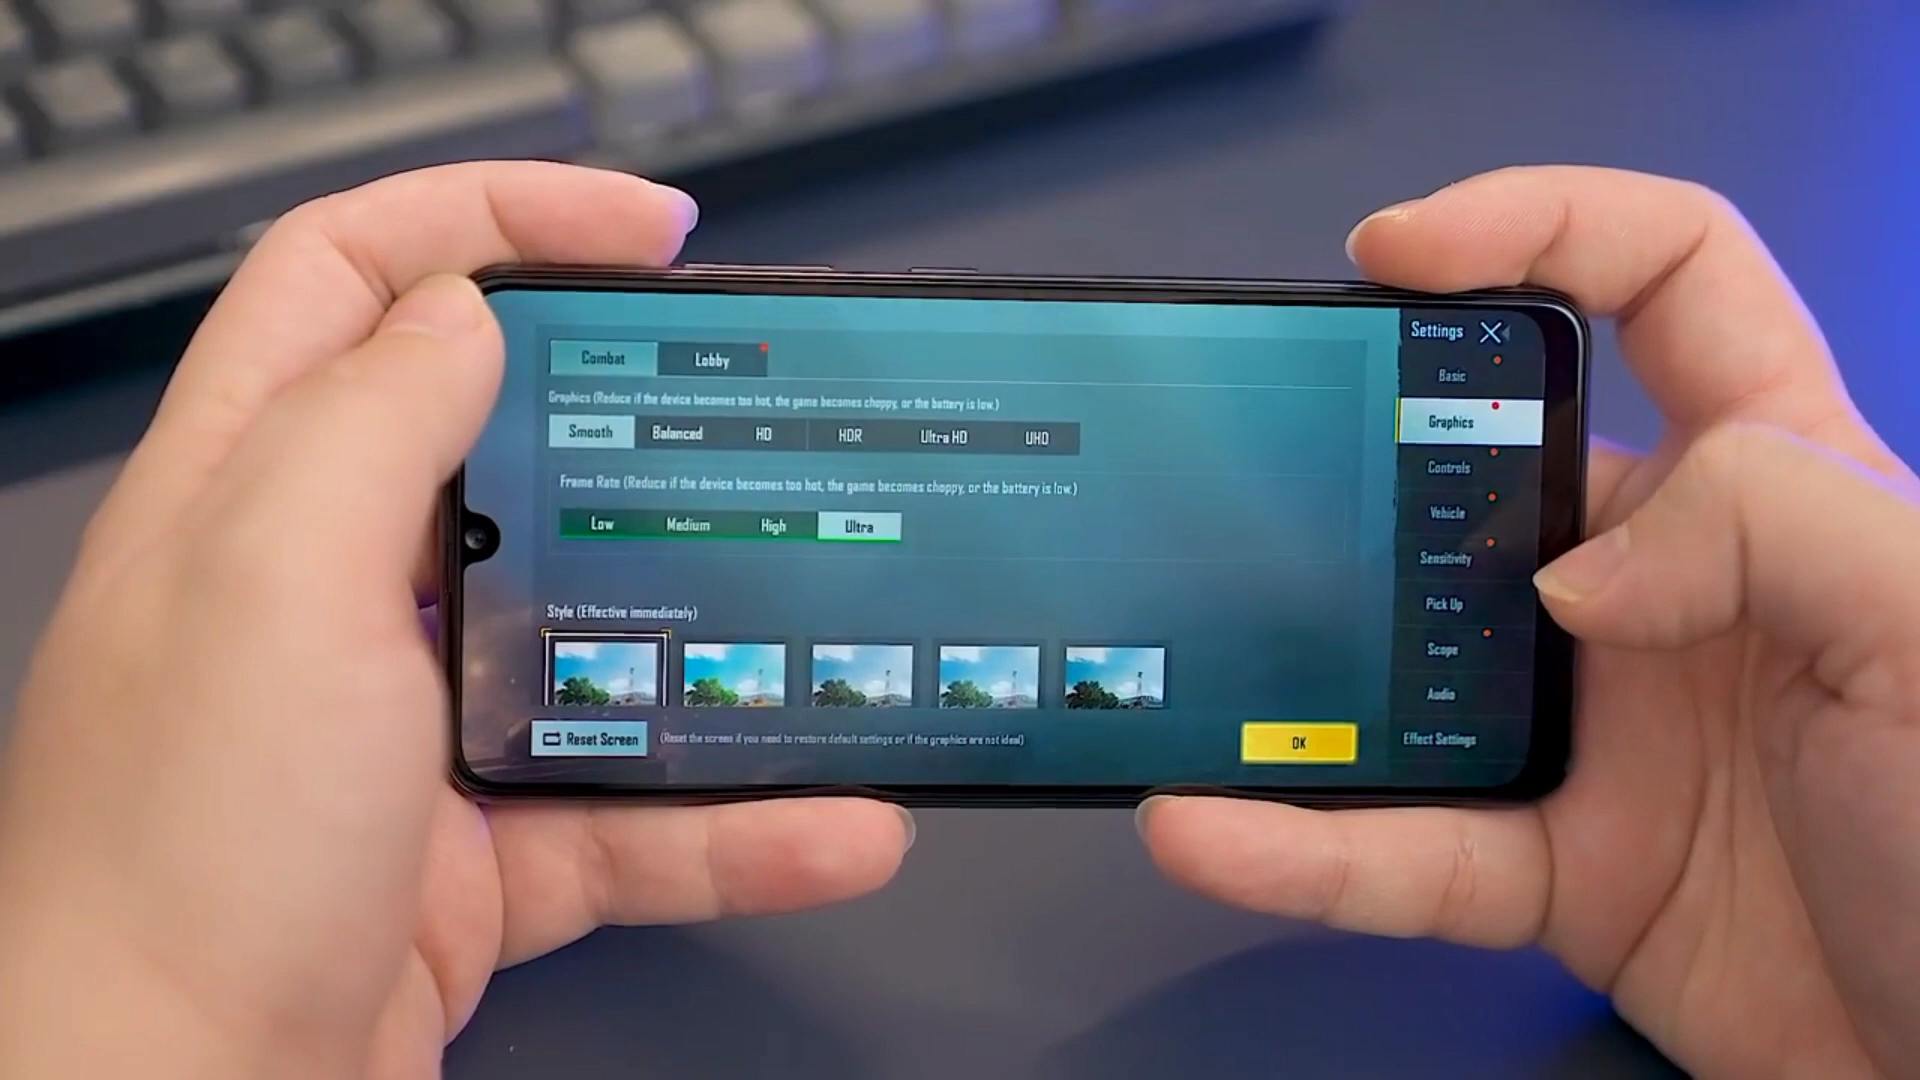 Settings
Combat Lobby
Basic
Graphics (Reduce if the device becomes too hot, the game becomes choppy, or the battery is low.)
Graphics
Smooth Balanced HD HDR Ultra HD UHD
Controls
Frame Rate (Reduce if the device becomes too hot, the game becomes choppy, or the battery is low.)
Vehicle
Low Medium High Ultra
Sensitivity
Style (Effective immediately)
Pick Up
Scope
Audio
Reset Screen (Reset the screen if you need to restore default settings or if the graphics are not ideal)
OK
Effect Settings